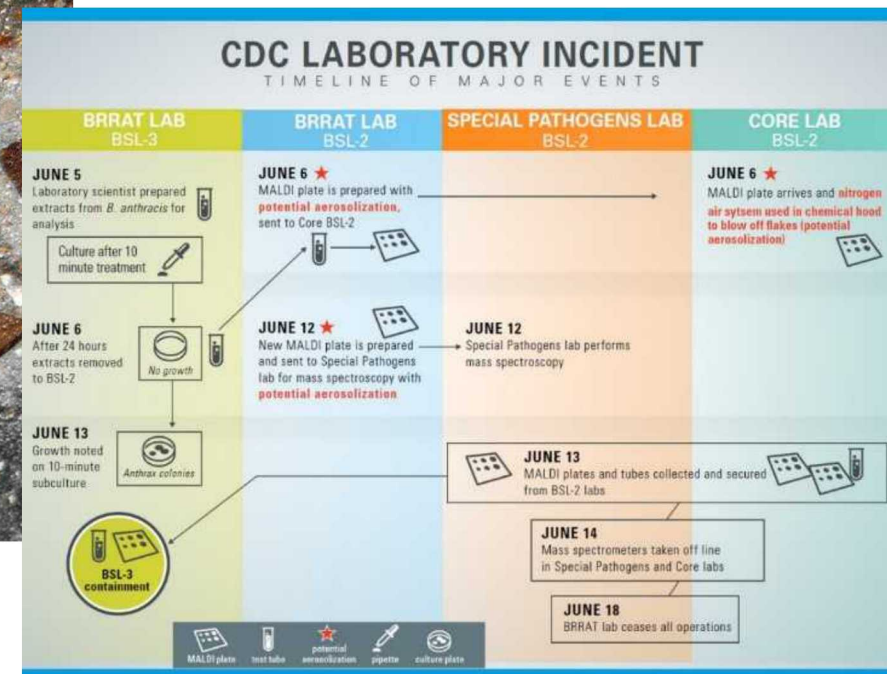 CDC LABORATORY INCIDENT
TIMELINE OF MAJOR EVENTS
BRRAT LAB
BSL-3
BRRAT LAB
BSL-2
SPECIAL PATHOGENS LAB
BSL-2
CORE LAB
BSL-2
JUNE 5
Laboratory scientist prepared
extracts from B. anthracis for
analysis
Culture after 10
minute treatment
JUNE 6
After 24 hours
extracts removed
to BSL-2
No growth
JUNE 13
Growth noted
on 10-minute
subculture
Anthrax colonies
BSL-3
containment
JUNE 6
MALDI plate is prepared with
potential aerosolization,
sent to Core BSL-2
JUNE 12
New MALDI plate is prepared
and sent to Special Pathogens
lab for mass spectroscopy with
potential aerosolization
JUNE 12
Special Pathogens lab performs
mass spectroscopy
JUNE 6
MALDI plate arrives and nitrogen
air sytsem used in chemical hood
to blow off flakes (potential
aerosolization)
JUNE 13
MALDI plates and tubes collected and secured
from BSL-2 labs
JUNE 14
Mass spectrometers taken off line
in Special Pathogens and Core labs
JUNE 18
BRRAT lab ceases all operations
MALDI plate
test tube
potential
aerosolization
pipette
culture plate